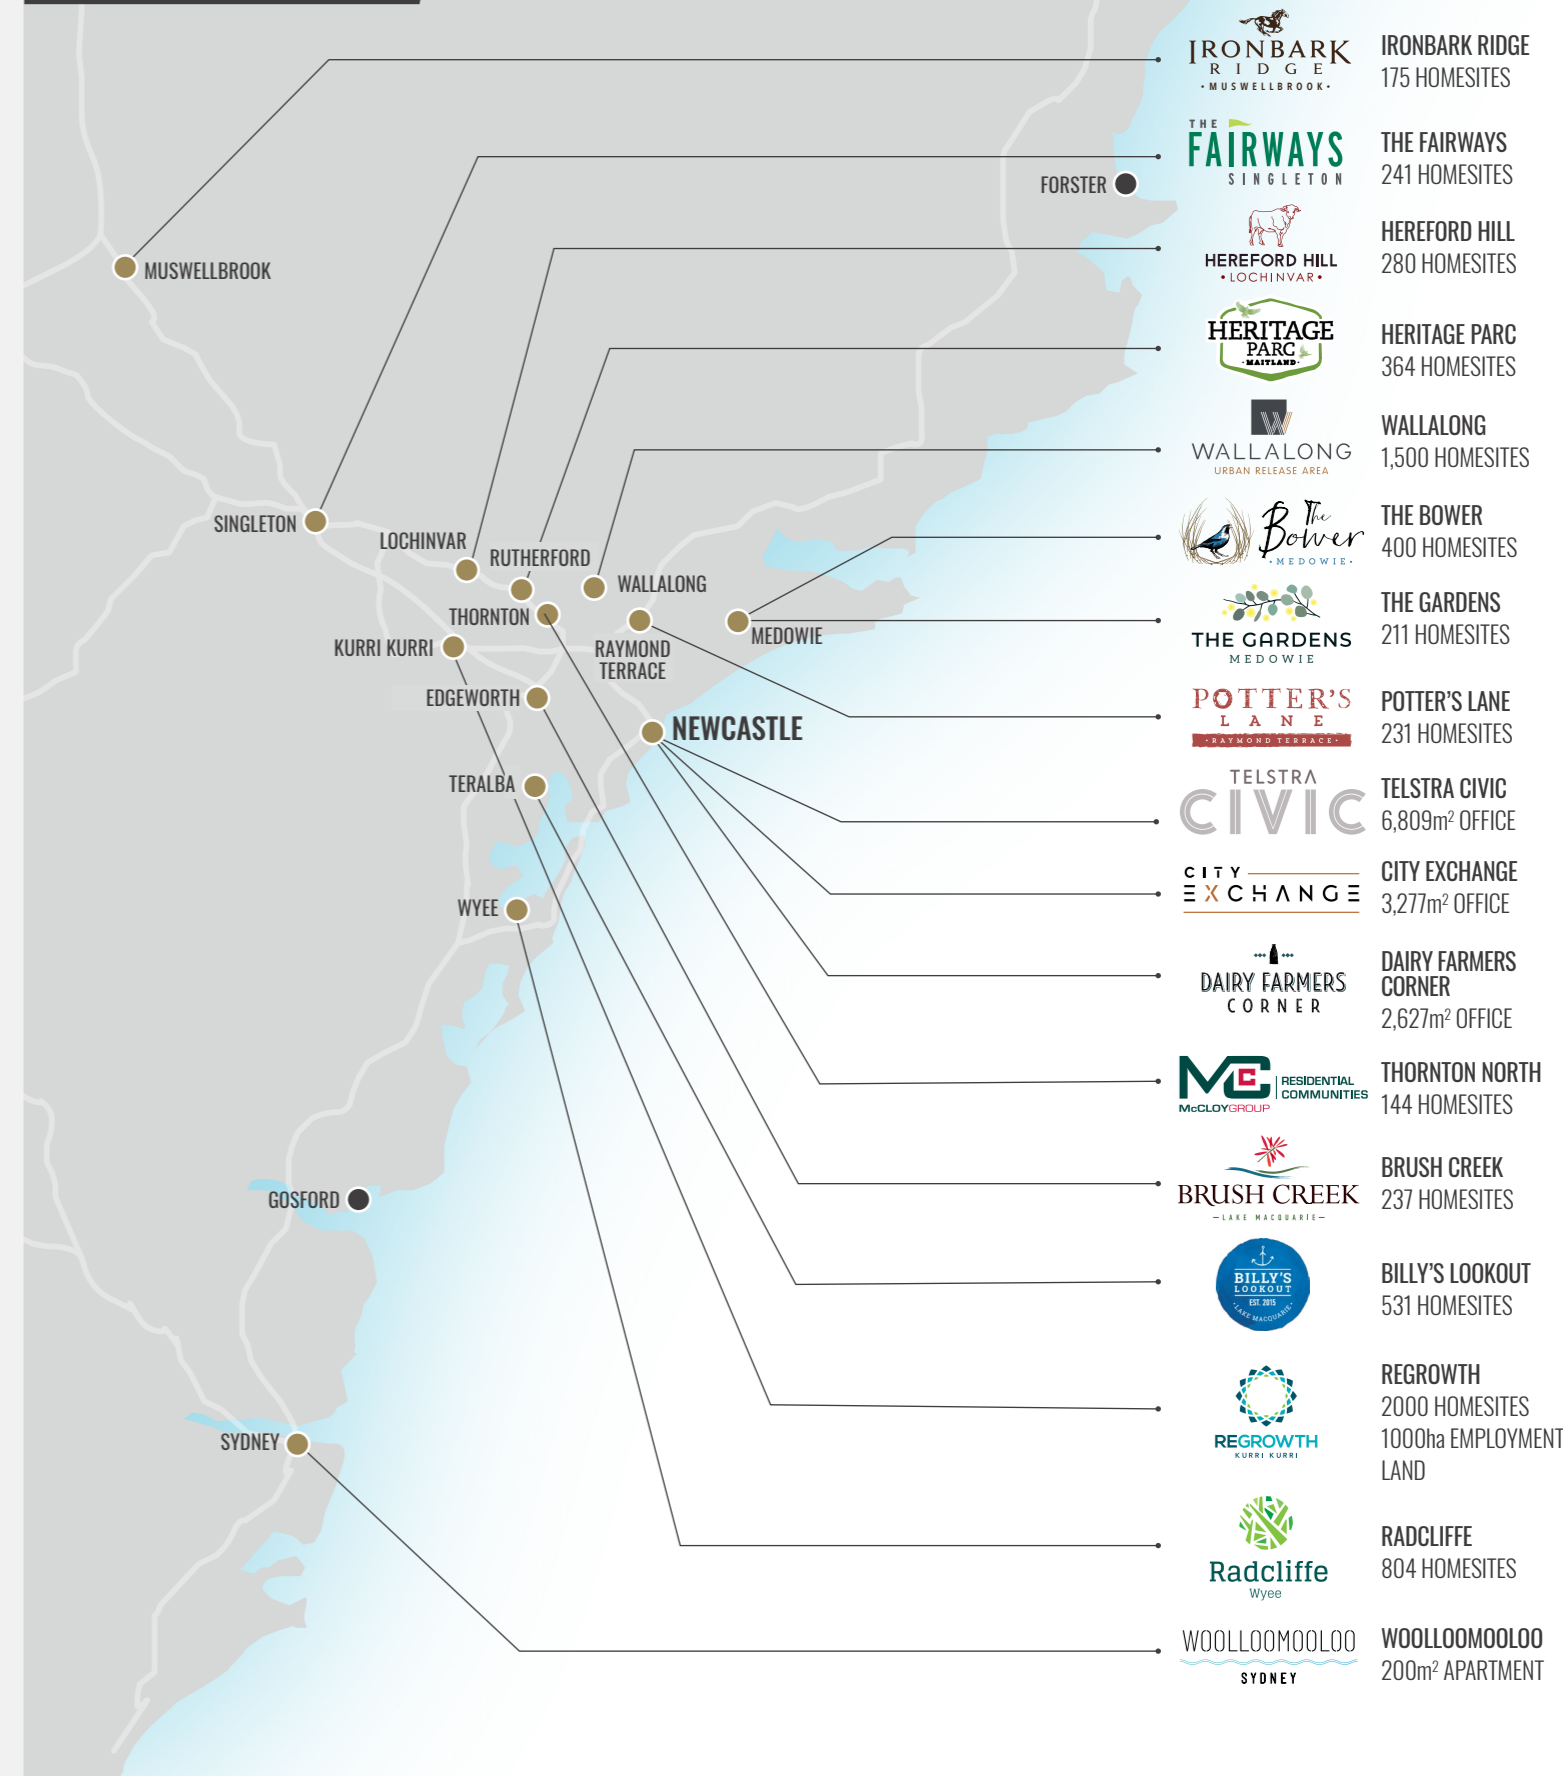 IRONBARK
RIDGE
•MUSWELLBROOK•
IRONBARK RIDGE
175 HOMESITES
THE
FAIRWAYS
SINGLETON
THE FAIRWAYS
241 HOMESITES
FORSTER
HEREFORD HILL
•LOCHINVAR•
HEREFORD HILL
280 HOMESITES
MUSWELLBROOK
HERITAGE
PARC
•MAITLAND•
HERITAGE PARC
364 HOMESITES
W
WALLALONG
URBAN RELEASE AREA
WALLALONG
1,500 HOMESITES
SINGLETON
LOCHINVAR
RUTHERFORD
WALLALONG
THORNTON
KURRI KURRI
RAYMOND
TERRACE
MEDOWIE
EDGEWORTH
NEWCASTLE
TERALBA
WYEE
GOSFORD
SYDNEY
The
Bower
•MEDOWIE•
THE BOWER
400 HOMESITES
THE GARDENS
MEDOWIE
THE GARDENS
211 HOMESITES
POTTER'S
LANE
•RAYMOND TERRACE•
POTTER'S LANE
231 HOMESITES
TELSTRA
CIVIC
TELSTRA CIVIC
6,809m² OFFICE
CITY
EXCHANGE
CITY EXCHANGE
3,277m² OFFICE
DAIRY FARMERS
CORNER
DAIRY FARMERS
CORNER
2,627m² OFFICE
MC
McCLOYGROUP
RESIDENTIAL
COMMUNITIES
THORNTON NORTH
144 HOMESITES
BRUSH CREEK
–LAKE MACQUARIE–
BRUSH CREEK
237 HOMESITES
BILLY'S
LOOKOUT
EST. 2015
•LAKE MACQUARIE•
BILLY'S LOOKOUT
531 HOMESITES
REGROWTH
KURRI KURRI
REGROWTH
2000 HOMESITES
1000ha EMPLOYMENT
LAND
Radcliffe
Wyee
RADCLIFFE
804 HOMESITES
WOOLLOOMOOLOO
SYDNEY
WOOLLOOMOOLOO
200m² APARTMENT